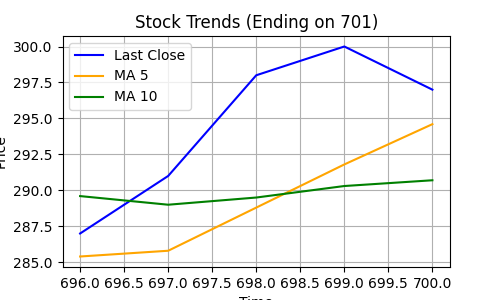 Stock Trends (Ending on 701)
300.0
297.5
295.0
292.5
290.0
287.5
285.0
Price
Last Close
MA 5
MA 10
696.0 696.5 697.0 697.5 698.0 698.5 699.0 699.5 700.0
Time